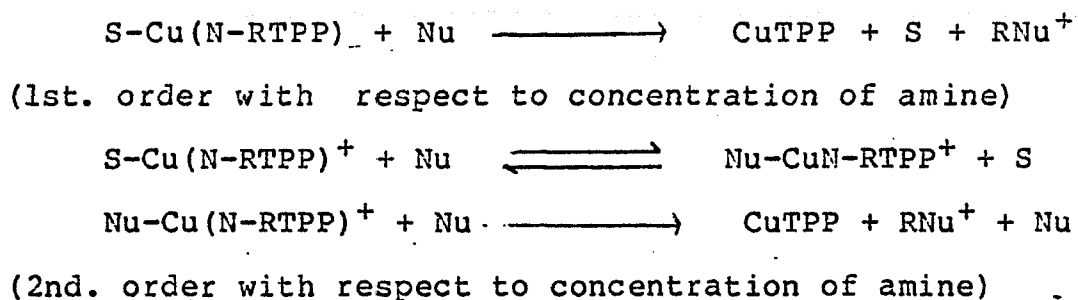 S-Cu(N-RTPP) + Nu ⟶ CuTPP + S + RNu⁺
(1st. order with respect to concentration of amine)
S-Cu(N-RTPP)⁺ + Nu ⇌ Nu-CuN-RTPP⁺ + S
Nu-Cu(N-RTPP)⁺ + Nu ⟶ CuTPP + RNu⁺ + Nu
(2nd. order with respect to concentration of amine)